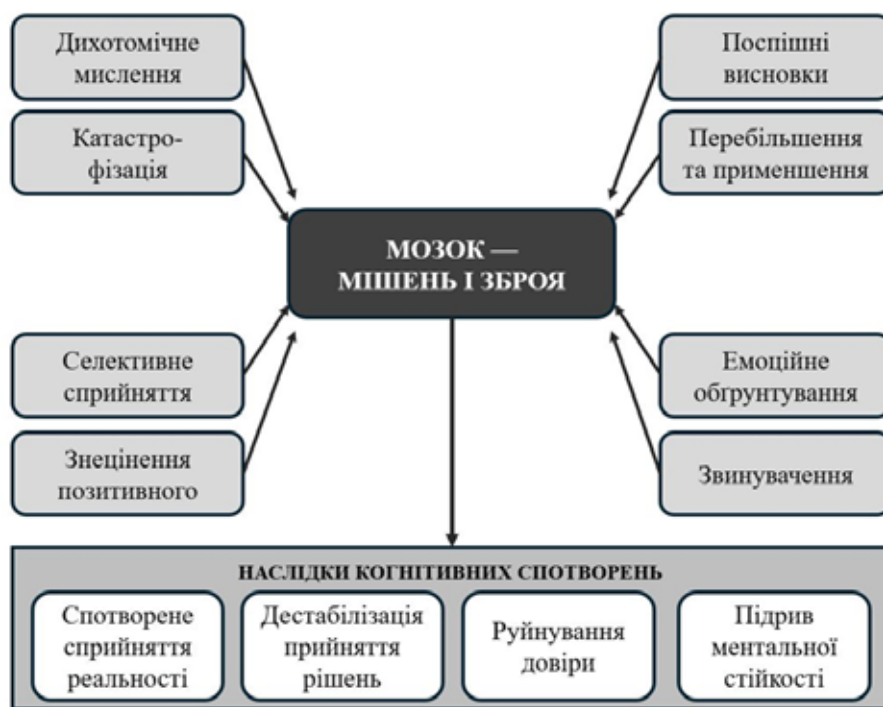 Дихотомічне
мислення
Поспішні
висновки
Катастро-
фізація
Перебільшення
та применшення
МОЗОК —
МІШЕНЬ І ЗБРОЯ
Селективне
сприйняття
Емоційне
обґрунтування
Знецінення
позитивного
Звинувачення
НАСЛІДКИ КОГНІТИВНИХ СПОТВОРЕНЬ
Спотворене
сприйняття
реальності
Дестабілізація
прийняття
рішень
Руйнування
довіри
Підрив
ментальної
стійкості